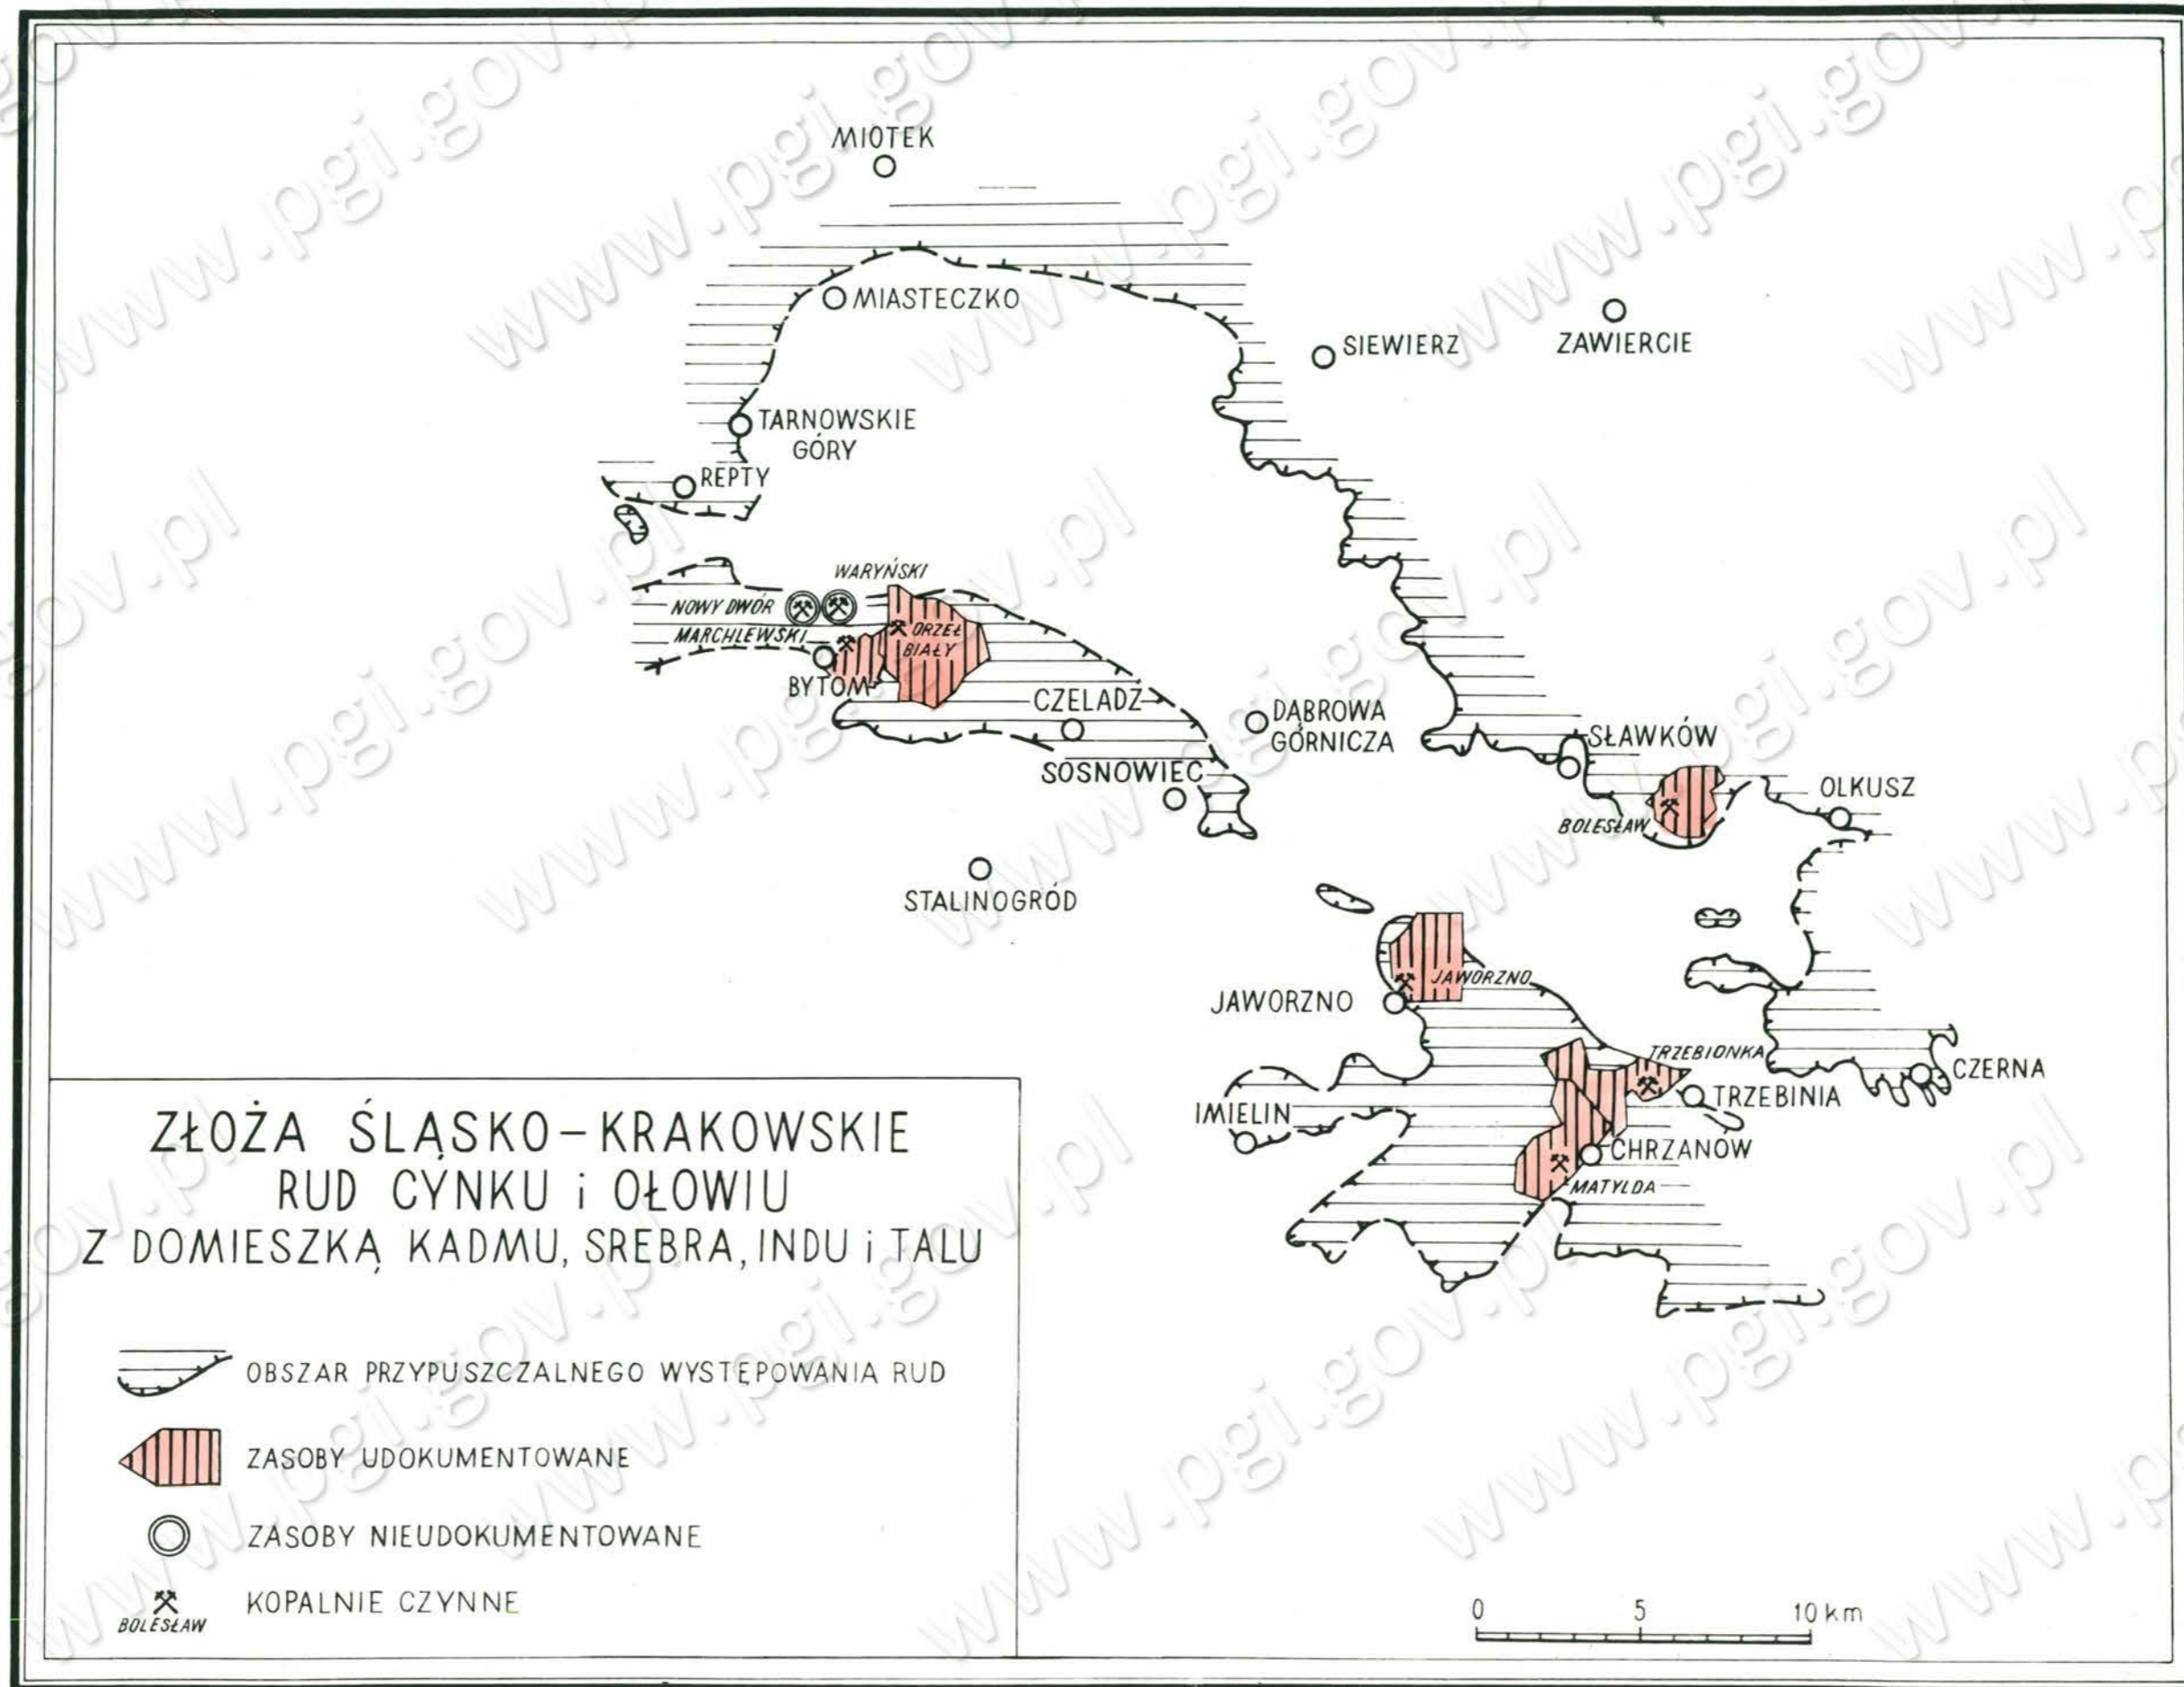 MIOTEK
MIASTECZKO
SIEWIERZ
ZAWIERCIE
TARNOWSKIE
GÓRY
REPTY
WARYŃSKI
NOWY DWÓR
MARCHLEWSKI
ORZEŁ
BIAŁY
BYTOM
CZELADZ
DĄBROWA
GÓRNICZA
SOSNOWIEC
SŁAWKÓW
OLKUSZ
BOLESŁAW
STALINOGRÓD
JAWORZNO
JAWORZNO
TRZEBIONKA
TRZEBINIA
CZERNA
IMIELIN
CHRZANÓW
MATYLDA
ZŁOŻA ŚLĄSKO-KRAKOWSKIE
RUD CYNKU i OŁOWIU
Z DOMIESZKĄ KADMU, SREBRA, INDU i TALU
OBSZAR PRZYPUSZCZALNEGO WYSTĘPOWANIA RUD
ZASOBY UDOKUMENTOWANE
ZASOBY NIEUDOKUMENTOWANE
KOPALNIE CZYNNE
BOLESŁAW
0 5 10 km
www.pgi.gov.pl